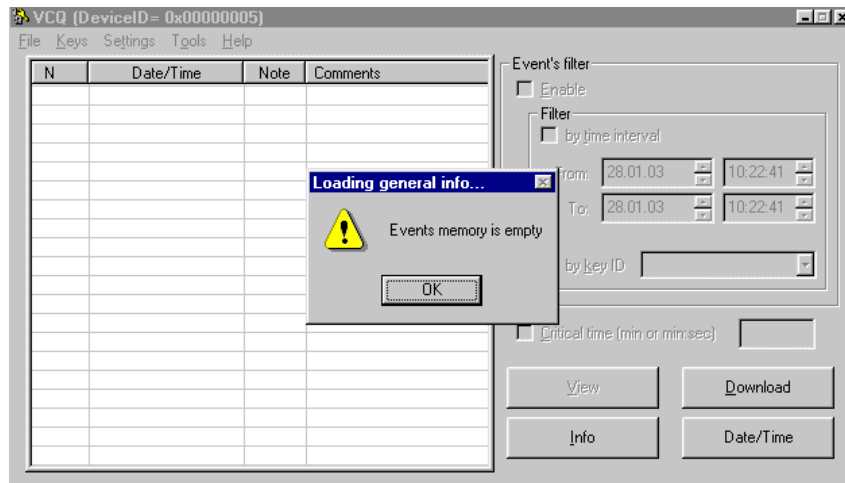 VCQ (DeviceID= 0x00000005)
File Keys Settings Tools Help
N Date/Time Note Comments
Event's filter
Enable
Filter
by time interval
From: 28.01.03 10:22:41
To: 28.01.03 10:22:41
by key ID
Loading general info...
Events memory is empty
OK
Critical time (min or min:sec)
View Download
Info Date/Time